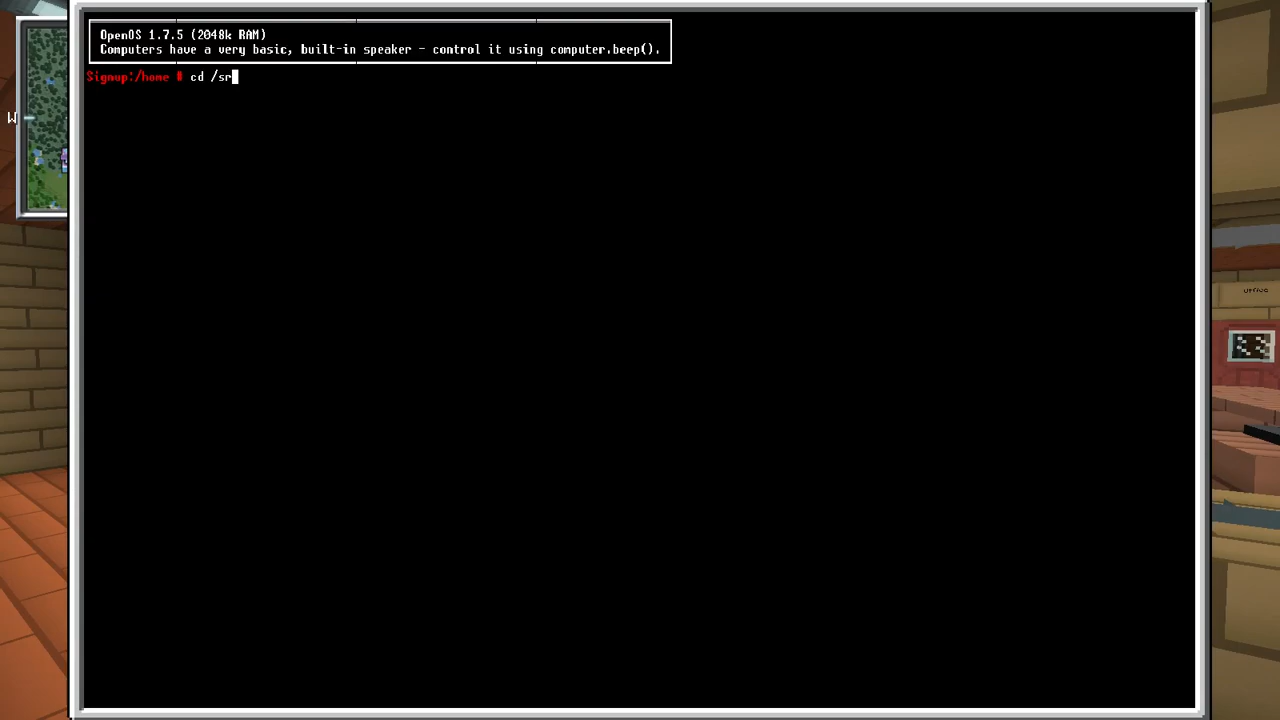 OpenOS 1.7.5 (2048k RAM)
Computers have a very basic, built-in speaker - control it using computer.beep().
Signup:/home # cd /sr
W
Office